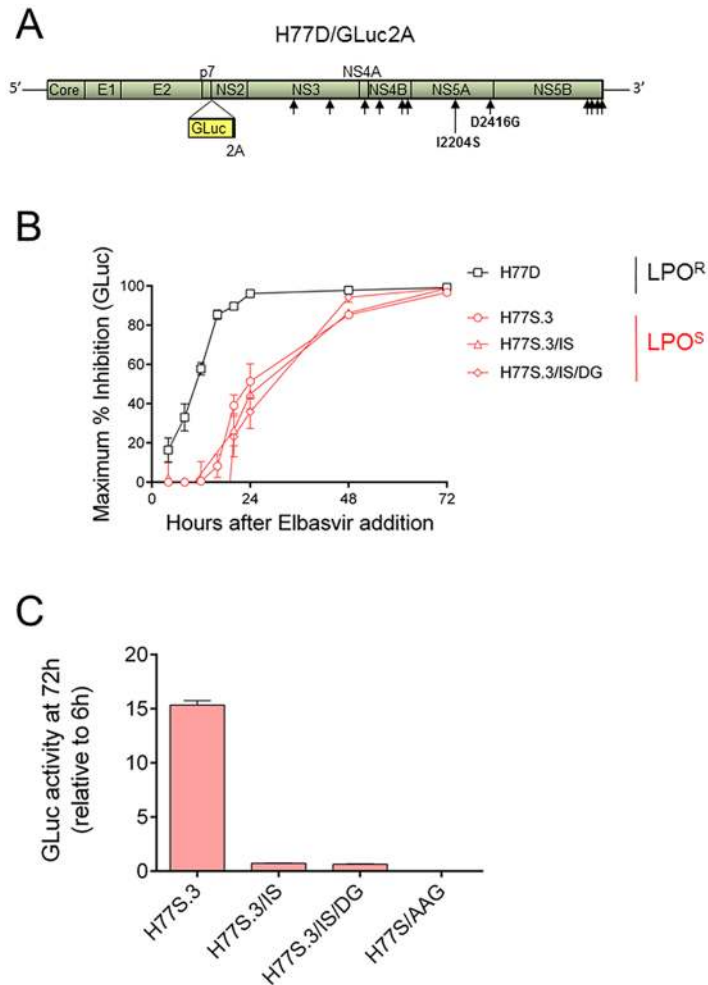 A
H77D/GLuc2A
p7
NS4A
5’
Core
E1
E2
NS2
NS3
NS4B
NS5A
NS5B
3’
GLuc
2A
D2416G
I2204S
B
Maximum % Inhibition (GLuc)
100
80
60
40
20
0
0
24
48
72
Hours after Elbasvir addition
H77D
LPOᴿ
H77S.3
H77S.3/IS
H77S.3/IS/DG
LPOˢ
C
GLuc activity at 72h
(relative to 6h)
20
15
10
5
0
H77S.3
H77S.3/IS
H77S.3/IS/DG
H77S/AAG